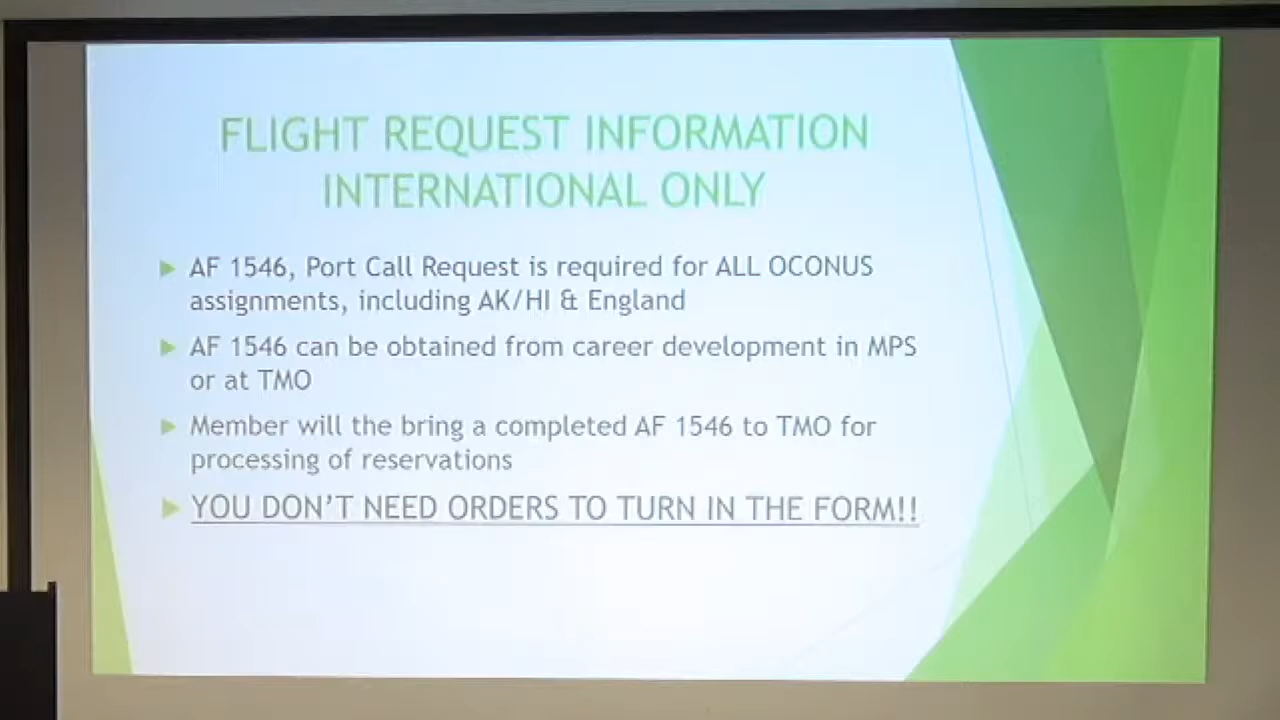 FLIGHT REQUEST INFORMATION
INTERNATIONAL ONLY
AF 1546, Port Call Request is required for ALL OCONUS
assignments, including AK/HI & England
AF 1546 can be obtained from career development in MPS
or at TMO
Member will the bring a completed AF 1546 to TMO for
processing of reservations
YOU DON'T NEED ORDERS TO TURN IN THE FORM!!